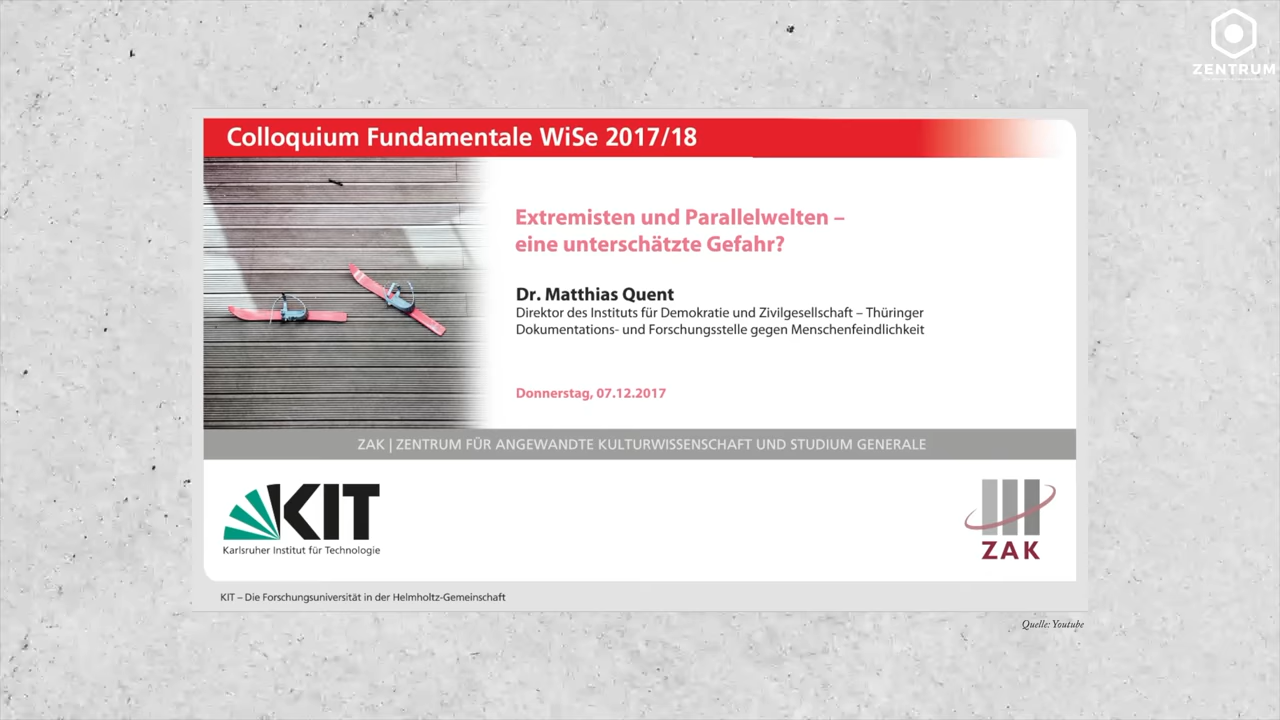 ZENTRUM
Colloquium Fundamentale WiSe 2017/18
Extremisten und Parallelwelten –
eine unterschätzte Gefahr?
Dr. Matthias Quent
Direktor des Instituts für Demokratie und Zivilgesellschaft – Thüringer
Dokumentations- und Forschungsstelle gegen Menschenfeindlichkeit
Donnerstag, 07.12.2017
ZAK | ZENTRUM FÜR ANGEWANDTE KULTURWISSENSCHAFT UND STUDIUM GENERALE
KIT
Karlsruher Institut für Technologie
ZAK
KIT – Die Forschungsuniversität in der Helmholtz-Gemeinschaft
Quelle: Youtube